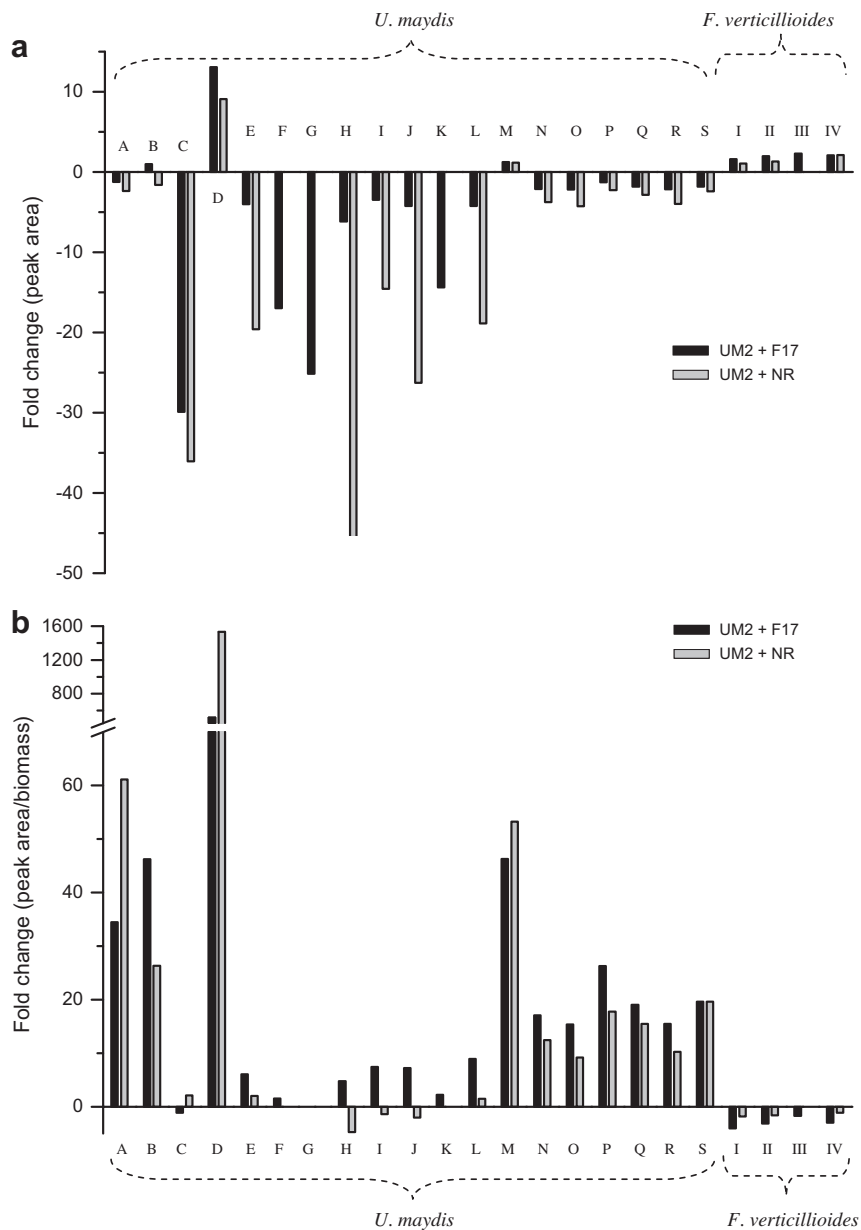 U. maydis
F. verticillioides
a
Fold change (peak area)
10
0
-10
-20
-30
-40
-50
A B C D E F G H I J K L M N O P Q R S I II III IV
UM2 + F17
UM2 + NR
b
Fold change (peak area/biomass)
1600
1200
800
60
40
20
0
UM2 + F17
UM2 + NR
A B C D E F G H I J K L M N O P Q R S I II III IV
U. maydis
F. verticillioides